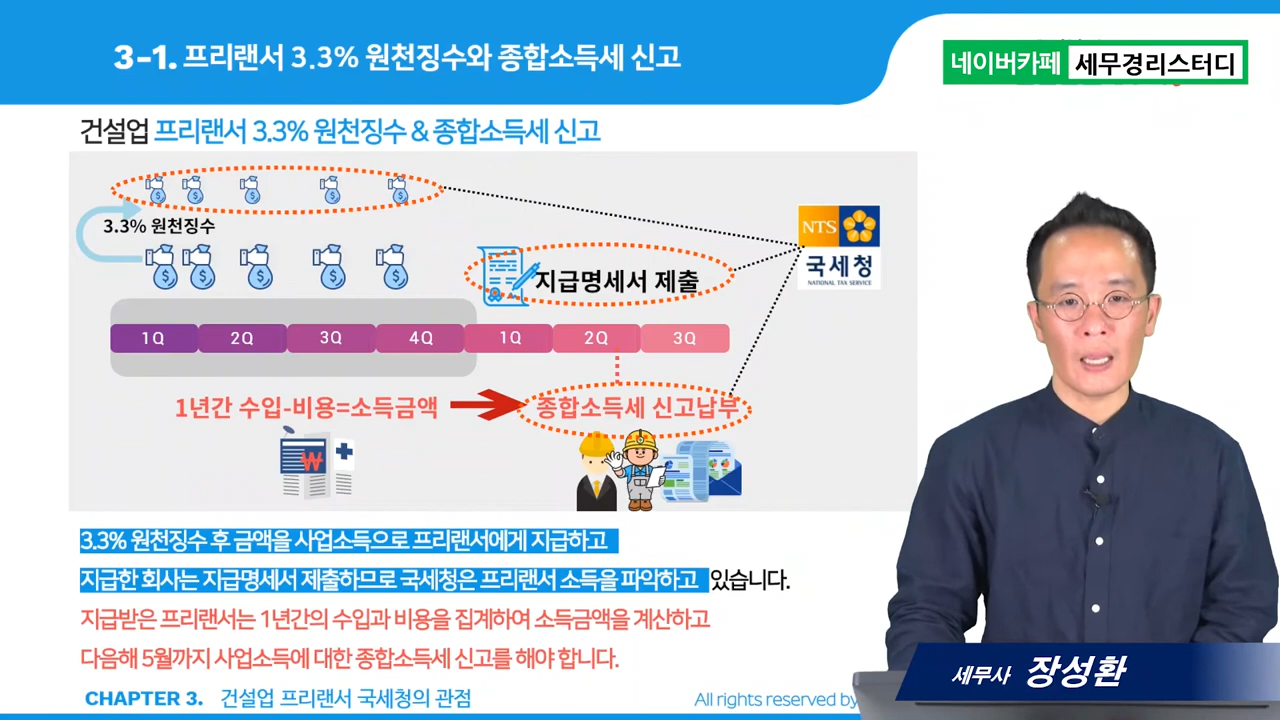 3-1. 프리랜서 3.3% 원천징수와 종합소득세 신고
네이버카페 세무경리스터디
건설업 프리랜서 3.3% 원천징수 & 종합소득세 신고
3.3% 원천징수
NTS
국세청
NATIONAL TAX SERVICE
지급명세서 제출
1Q 2Q 3Q 4Q 1Q 2Q 3Q
1년간 수입-비용=소득금액
종합소득세 신고납부
₩
3.3% 원천징수 후 금액을 사업소득으로 프리랜서에게 지급하고
지급한 회사는 지급명세서 제출하므로 국세청은 프리랜서 소득을 파악하고 있습니다.
지급받은 프리랜서는 1년간의 수입과 비용을 집계하여 소득금액을 계산하고
다음해 5월까지 사업소득에 대한 종합소득세 신고를 해야 합니다.
세무사 장성환
CHAPTER 3. 건설업 프리랜서 국세청의 관점
All rights reserved by